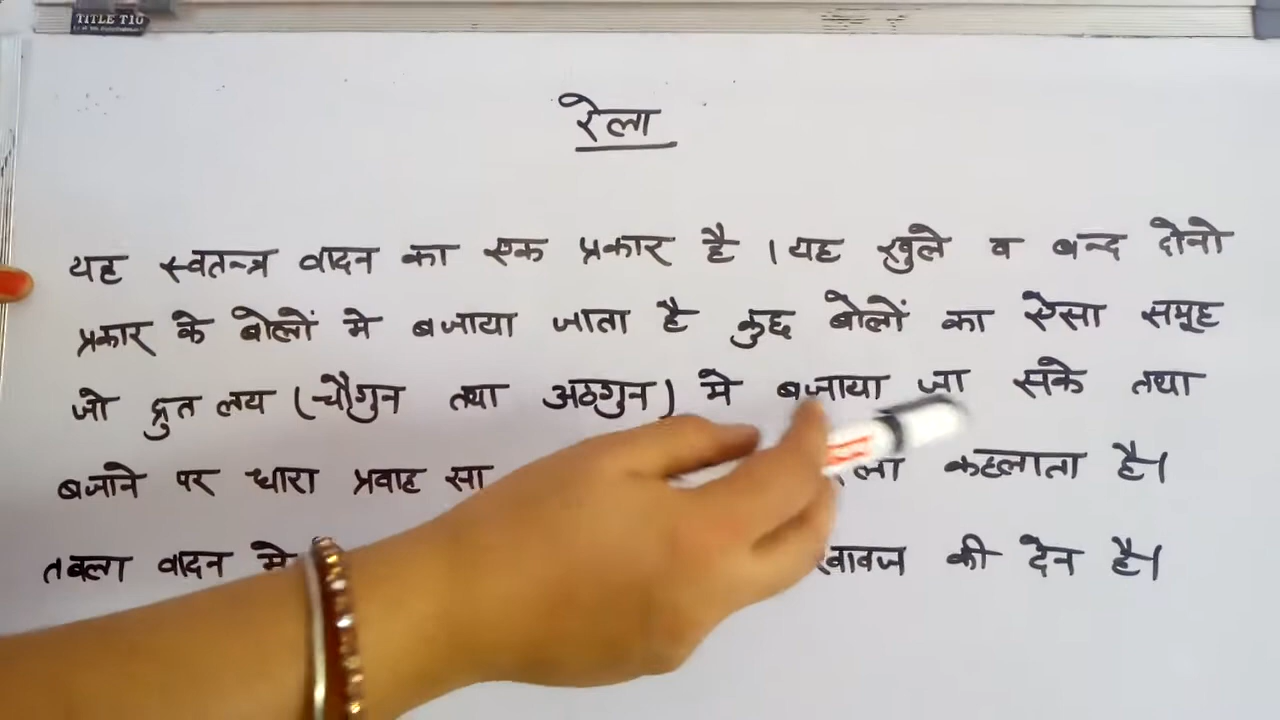 TITLE T10
रेला
यह स्वतन्त्र वादन का एक प्रकार है । यह खुले व बन्द दोनो
प्रकार के बोलों मे बजाया जाता है कुछ बोलों का ऐसा समूह
जो द्रुत लय (चौगुन तथा अठगुन) मे बजाया जा सके तथा
बजाने पर धारा प्रवाह सा कहलाता है।
तबला वादन मे की देन है।